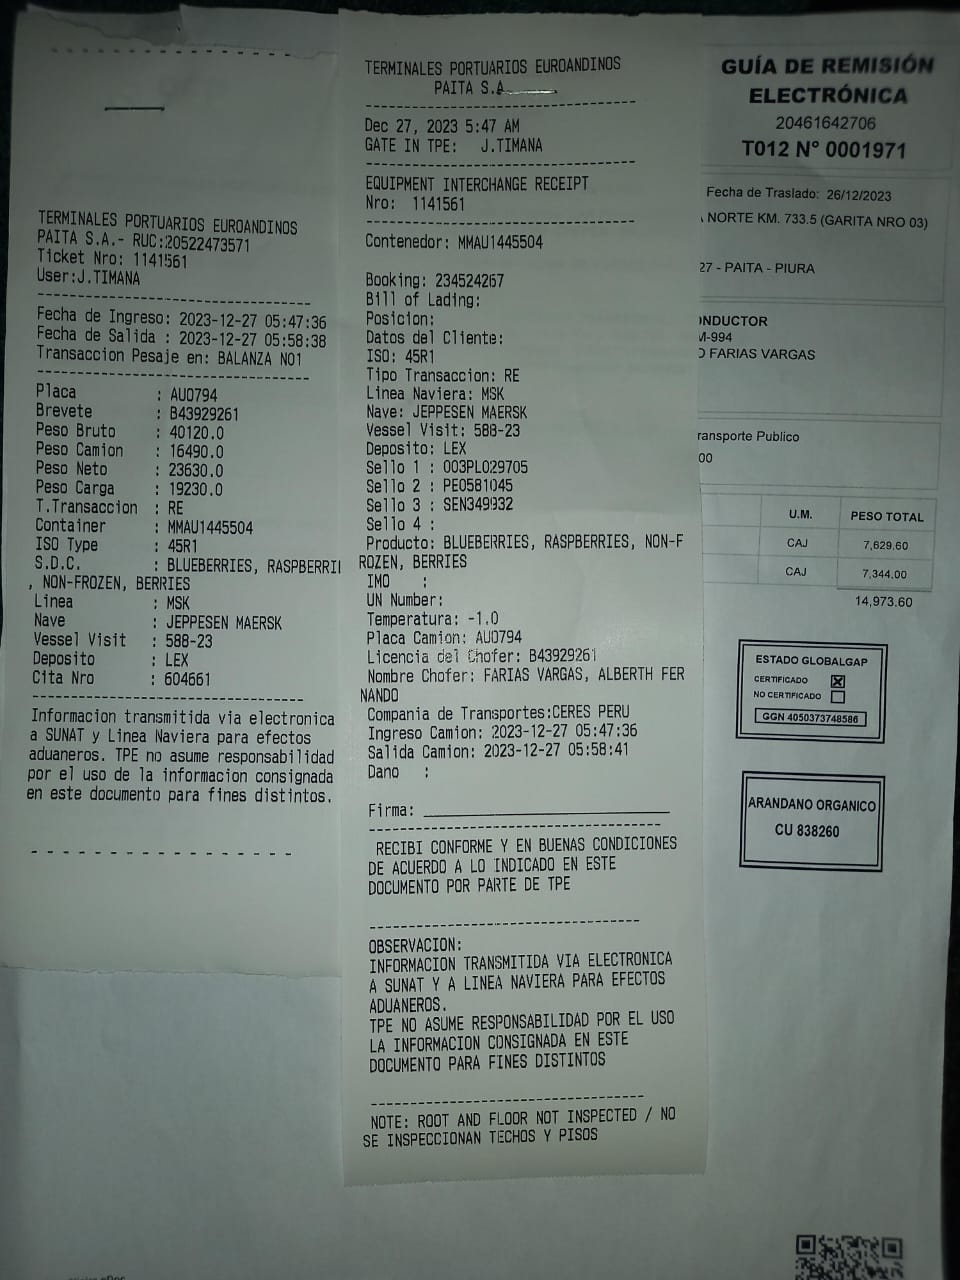 TERMINALES PORTUARIOS EUROANDINOS
PAITA S.A.- RUC:20522473571
Ticket Nro: 1141561
User:J.TIMANA
Fecha de Ingreso: 2023-12-27 05:47:36
Fecha de Salida : 2023-12-27 05:58:38
Transaccion Pesaje en: BALANZA NO1
Placa : AUO794
Brevete : B43929261
Peso Bruto : 40120.0
Peso Camion : 16490.0
Peso Neto : 23630.0
Peso Carga : 19230.0
T.Transaccion : RE
Container : MMAU1445504
ISO Type : 45R1
S.D.C. : BLUEBERRIES, RASPBERRI
, NON-FROZEN, BERRIES
Linea : MSK
Nave : JEPPESEN MAERSK
Vessel Visit : 588-23
Deposito : LEX
Cita Nro : 604661
Informacion transmitida via electronica
a SUNAT y Linea Naviera para efectos
aduaneros. TPE no asume responsabilidad
por el uso de la informacion consignada
en este documento para fines distintos.
TERMINALES PORTUARIOS EUROANDINOS
PAITA S.A.
Dec 27, 2023 5:47 AM
GATE IN TPE: J.TIMANA
EQUIPMENT INTERCHANGE RECEIPT
Nro: 1141561
Contenedor: MMAU1445504
Booking: 234524267
Bill of Lading:
Posicion:
Datos del Cliente:
ISO: 45R1
Tipo Transaccion: RE
Linea Naviera: MSK
Nave: JEPPESEN MAERSK
Vessel Visit: 588-23
Deposito: LEX
Sello 1 : 003PL029705
Sello 2 : PE0581045
Sello 3 : SEN349932
Sello 4 :
Producto: BLUEBERRIES, RASPBERRIES, NON-F
ROZEN, BERRIES
IMO :
UN Number:
Temperatura: -1.0
Placa Camion: AUO794
Licencia del Chofer: B43929261
Nombre Chofer: FARIAS VARGAS, ALBERTH FER
NANDO
Compania de Transportes:CERES PERU
Ingreso Camion: 2023-12-27 05:47:36
Salida Camion: 2023-12-27 05:58:41
Dano :
Firma:
RECIBI CONFORME Y EN BUENAS CONDICIONES
DE ACUERDO A LO INDICADO EN ESTE
DOCUMENTO POR PARTE DE TPE
OBSERVACION:
INFORMACION TRANSMITIDA VIA ELECTRONICA
A SUNAT Y A LINEA NAVIERA PARA EFECTOS
ADUANEROS.
TPE NO ASUME RESPONSABILIDAD POR EL USO
LA INFORMACION CONSIGNADA EN ESTE
DOCUMENTO PARA FINES DISTINTOS
NOTE: ROOT AND FLOOR NOT INSPECTED / NO
SE INSPECCIONAN TECHOS Y PISOS
GUÍA DE REMISIÓN
ELECTRÓNICA
20461642706
T012 N° 0001971
Fecha de Traslado: 26/12/2023
NORTE KM. 733.5 (GARITA NRO 03)
27 - PAITA - PIURA
NDUCTOR
M-994
O FARIAS VARGAS
ransporte Publico
00
U.M. PESO TOTAL
CAJ 7,629.60
CAJ 7,344.00
14,973.60
ESTADO GLOBALGAP
CERTIFICADO
NO CERTIFICADO
GGN 4050373748586
ARANDANO ORGANICO
CU 838260